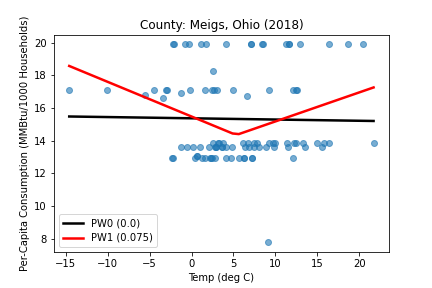 County: Meigs, Ohio (2018)
Per-Capita Consumption (MMBtu/1000 Households)
20
18
16
14
12
10
8
PW0 (0.0)
PW1 (0.075)
−15 −10 −5 0 5 10 15 20
Temp (deg C)